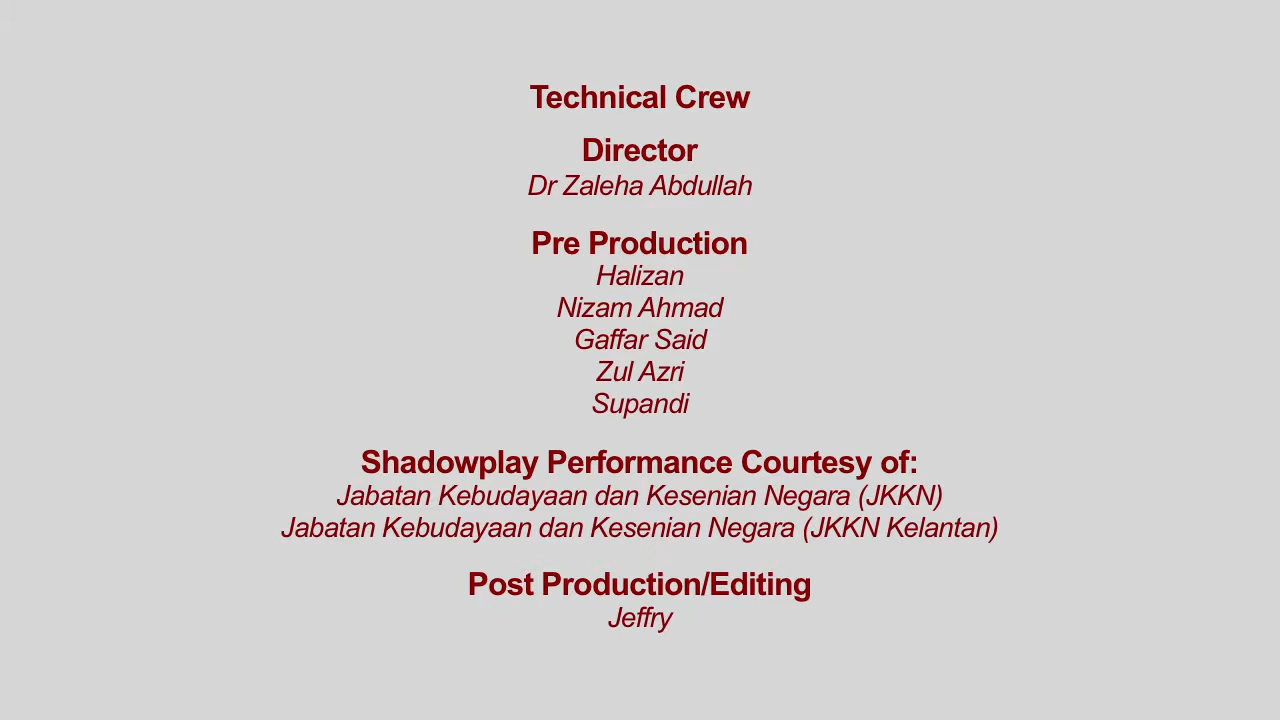 Technical Crew
Director
Dr Zaleha Abdullah
Pre Production
Halizan
Nizam Ahmad
Gaffar Said
Zul Azri
Supandi
Shadowplay Performance Courtesy of:
Jabatan Kebudayaan dan Kesenian Negara (JKKN)
Jabatan Kebudayaan dan Kesenian Negara (JKKN Kelantan)
Post Production/Editing
Jeffry